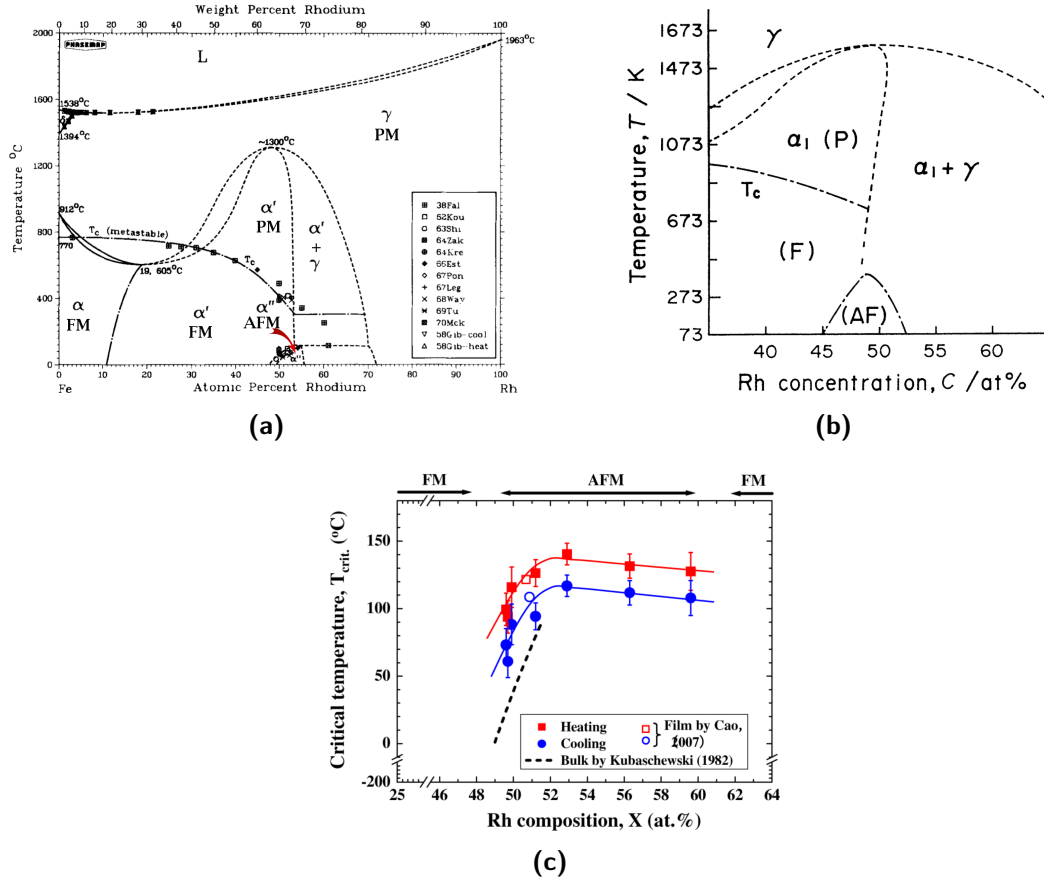 Weight Percent Rhodium
0 10 20 30 40 50 60 70 80 90 100
PHASEMAP
2000
1600
1200
800
400
0
Temperature °C
L
1963°C
1538°C
1394°C
γ
PM
~1300°C
912°C
770
Tc (metastable)
19, 605°C
Tc
α'
PM
α'
+
γ
α
FM
α'
FM
α''
AFM
α''
38Fal
62Kou
63Shi
64Zak
64Kre
66Est
67Pon
67Leg
68Way
69Tu
70Mck
58Gib-cool
58Gib-heat
0 10 20 30 40 50 60 70 80 90 100
Fe
Atomic Percent Rhodium
Rh
(a)
1673
1473
1073
673
273
73
Temperature, T / K
γ
α₁ (P)
α₁ + γ
Tc
(F)
(AF)
40 50 60
Rh concentration, C /at%
(b)
FM AFM FM
150
100
50
0
-200
Critical temperature, Tcrit. (°C)
Heating
Cooling
Film by Cao,
2007)
Bulk by Kubaschewski (1982)
25 46 48 50 52 54 56 58 60 62 64
Rh composition, X (at.%)
(c)